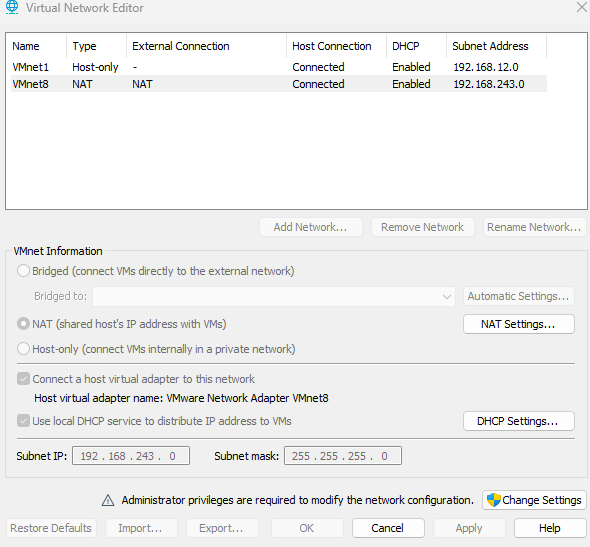 Virtual Network Editor
Name Type External Connection Host Connection DHCP Subnet Address
VMnet1 Host-only - Connected Enabled 192.168.12.0
VMnet8 NAT NAT Connected Enabled 192.168.243.0
Add Network... Remove Network Rename Network...
VMnet Information
Bridged (connect VMs directly to the external network)
Bridged to: Automatic Settings...
NAT (shared host's IP address with VMs) NAT Settings...
Host-only (connect VMs internally in a private network)
Connect a host virtual adapter to this network
Host virtual adapter name: VMware Network Adapter VMnet8
Use local DHCP service to distribute IP address to VMs DHCP Settings...
Subnet IP: 192 . 168 . 243 . 0 Subnet mask: 255 . 255 . 255 . 0
Administrator privileges are required to modify the network configuration. Change Settings
Restore Defaults Import... Export... OK Cancel Apply Help